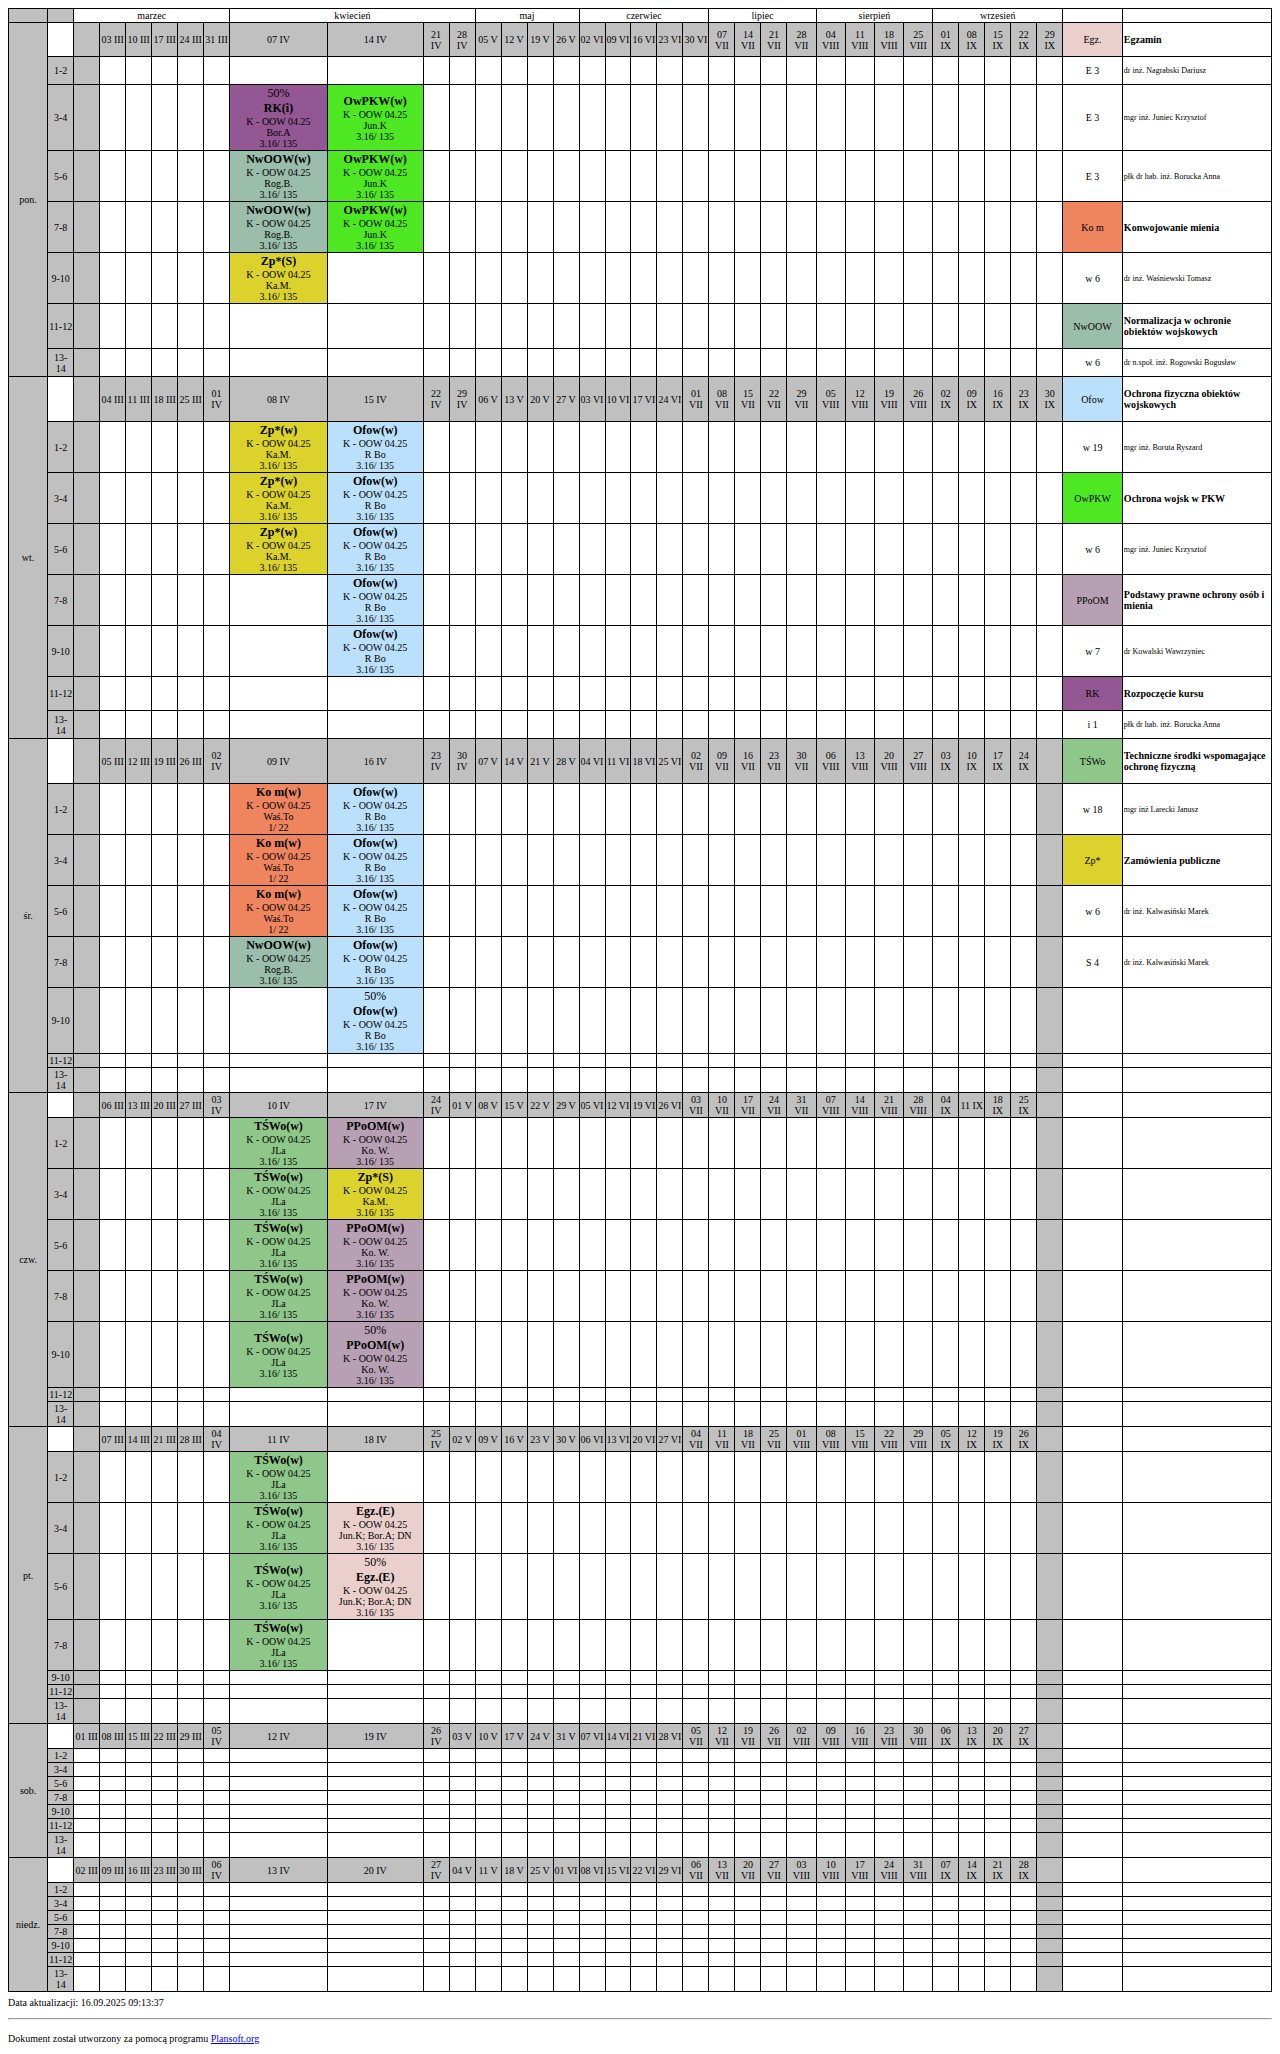 marzec kwiecień maj czerwiec lipiec sierpień wrzesień
pon. 03 III 10 III 17 III 24 III 31 III 07 IV 14 IV 21 IV 28 IV 05 V 12 V 19 V 26 V 02 VI 09 VI 16 VI 23 VI 30 VI 07 VII 14 VII 21 VII 28 VII 04 VIII 11 VIII 18 VIII 25 VIII 01 IX 08 IX 15 IX 22 IX 29 IX Egz. Egzamin
1-2 E 3 dr inż. Nagrabski Dariusz
3-4 50% RK(i) K - OOW 04.25 Bor.A 3.16/ 135 OwPKW(w) K - OOW 04.25 Jun.K 3.16/ 135 E 3 mgr inż. Juniec Krzysztof
5-6 NwOOW(w) K - OOW 04.25 Rog.B. 3.16/ 135 OwPKW(w) K - OOW 04.25 Jun.K 3.16/ 135 E 3 płk dr hab. inż. Borucka Anna
7-8 NwOOW(w) K - OOW 04.25 Rog.B. 3.16/ 135 OwPKW(w) K - OOW 04.25 Jun.K 3.16/ 135 Ko m Konwojowanie mienia
9-10 Zp*(S) K - OOW 04.25 Ka.M. 3.16/ 135 w 6 dr inż. Waśniewski Tomasz
11-12 NwOOW Normalizacja w ochronie obiektów wojskowych
13-14 w 6 dr n.społ. inż. Rogowski Bogusław
wt. 04 III 11 III 18 III 25 III 01 IV 08 IV 15 IV 22 IV 29 IV 06 V 13 V 20 V 27 V 03 VI 10 VI 17 VI 24 VI 01 VII 08 VII 15 VII 22 VII 29 VII 05 VIII 12 VIII 19 VIII 26 VIII 02 IX 09 IX 16 IX 23 IX 30 IX Ofow Ochrona fizyczna obiektów wojskowych
1-2 Zp*(w) K - OOW 04.25 Ka.M. 3.16/ 135 Ofow(w) K - OOW 04.25 R Bo 3.16/ 135 w 19 mgr inż. Boruta Ryszard
3-4 Zp*(w) K - OOW 04.25 Ka.M. 3.16/ 135 Ofow(w) K - OOW 04.25 R Bo 3.16/ 135 OwPKW Ochrona wojsk w PKW
5-6 Zp*(w) K - OOW 04.25 Ka.M. 3.16/ 135 Ofow(w) K - OOW 04.25 R Bo 3.16/ 135 w 6 mgr inż. Juniec Krzysztof
7-8 Ofow(w) K - OOW 04.25 R Bo 3.16/ 135 PPoOM Podstawy prawne ochrony osób i mienia
9-10 Ofow(w) K - OOW 04.25 R Bo 3.16/ 135 w 7 dr Kowalski Wawrzyniec
11-12 RK Rozpoczęcie kursu
13-14 i 1 płk dr hab. inż. Borucka Anna
śr. 05 III 12 III 19 III 26 III 02 IV 09 IV 16 IV 23 IV 30 IV 07 V 14 V 21 V 28 V 04 VI 11 VI 18 VI 25 VI 02 VII 09 VII 16 VII 23 VII 30 VII 06 VIII 13 VIII 20 VIII 27 VIII 03 IX 10 IX 17 IX 24 IX TŚWo Techniczne środki wspomagające ochronę fizyczną
1-2 Ko m(w) K - OOW 04.25 Waś.To 1/ 22 Ofow(w) K - OOW 04.25 R Bo 3.16/ 135 w 18 mgr inż Larecki Janusz
3-4 Ko m(w) K - OOW 04.25 Waś.To 1/ 22 Ofow(w) K - OOW 04.25 R Bo 3.16/ 135 Zp* Zamówienia publiczne
5-6 Ko m(w) K - OOW 04.25 Waś.To 1/ 22 Ofow(w) K - OOW 04.25 R Bo 3.16/ 135 w 6 dr inż. Kalwasiński Marek
7-8 NwOOW(w) K - OOW 04.25 Rog.B. 3.16/ 135 Ofow(w) K - OOW 04.25 R Bo 3.16/ 135 S 4 dr inż. Kalwasiński Marek
9-10 50% Ofow(w) K - OOW 04.25 R Bo 3.16/ 135
11-12
13-14
czw. 06 III 13 III 20 III 27 III 03 IV 10 IV 17 IV 24 IV 01 V 08 V 15 V 22 V 29 V 05 VI 12 VI 19 VI 26 VI 03 VII 10 VII 17 VII 24 VII 31 VII 07 VIII 14 VIII 21 VIII 28 VIII 04 IX 11 IX 18 IX 25 IX
1-2 TŚWo(w) K - OOW 04.25 JLa 3.16/ 135 PPoOM(w) K - OOW 04.25 Ko. W. 3.16/ 135
3-4 TŚWo(w) K - OOW 04.25 JLa 3.16/ 135 Zp*(S) K - OOW 04.25 Ka.M. 3.16/ 135
5-6 TŚWo(w) K - OOW 04.25 JLa 3.16/ 135 PPoOM(w) K - OOW 04.25 Ko. W. 3.16/ 135
7-8 TŚWo(w) K - OOW 04.25 JLa 3.16/ 135 PPoOM(w) K - OOW 04.25 Ko. W. 3.16/ 135
9-10 TŚWo(w) K - OOW 04.25 JLa 3.16/ 135 50% PPoOM(w) K - OOW 04.25 Ko. W. 3.16/ 135
11-12
13-14
pt. 07 III 14 III 21 III 28 III 04 IV 11 IV 18 IV 25 IV 02 V 09 V 16 V 23 V 30 V 06 VI 13 VI 20 VI 27 VI 04 VII 11 VII 18 VII 25 VII 01 VIII 08 VIII 15 VIII 22 VIII 29 VIII 05 IX 12 IX 19 IX 26 IX
1-2 TŚWo(w) K - OOW 04.25 JLa 3.16/ 135
3-4 TŚWo(w) K - OOW 04.25 JLa 3.16/ 135 Egz.(E) K - OOW 04.25 Jun.K; Bor.A; DN 3.16/ 135
5-6 TŚWo(w) K - OOW 04.25 JLa 3.16/ 135 50% Egz.(E) K - OOW 04.25 Jun.K; Bor.A; DN 3.16/ 135
7-8 TŚWo(w) K - OOW 04.25 JLa 3.16/ 135
9-10
11-12
13-14
sob. 01 III 08 III 15 III 22 III 29 III 05 IV 12 IV 19 IV 26 IV 03 V 10 V 17 V 24 V 31 V 07 VI 14 VI 21 VI 28 VI 05 VII 12 VII 19 VII 26 VII 02 VIII 09 VIII 16 VIII 23 VIII 30 VIII 06 IX 13 IX 20 IX 27 IX
1-2
3-4
5-6
7-8
9-10
11-12
13-14
niedz. 02 III 09 III 16 III 23 III 30 III 06 IV 13 IV 20 IV 27 IV 04 V 11 V 18 V 25 V 01 VI 08 VI 15 VI 22 VI 29 VI 06 VII 13 VII 20 VII 27 VII 03 VIII 10 VIII 17 VIII 24 VIII 31 VIII 07 IX 14 IX 21 IX 28 IX
1-2
3-4
5-6
7-8
9-10
11-12
13-14
Data aktualizacji: 16.09.2025 09:13:37
Dokument został utworzony za pomocą programu Plansoft.org